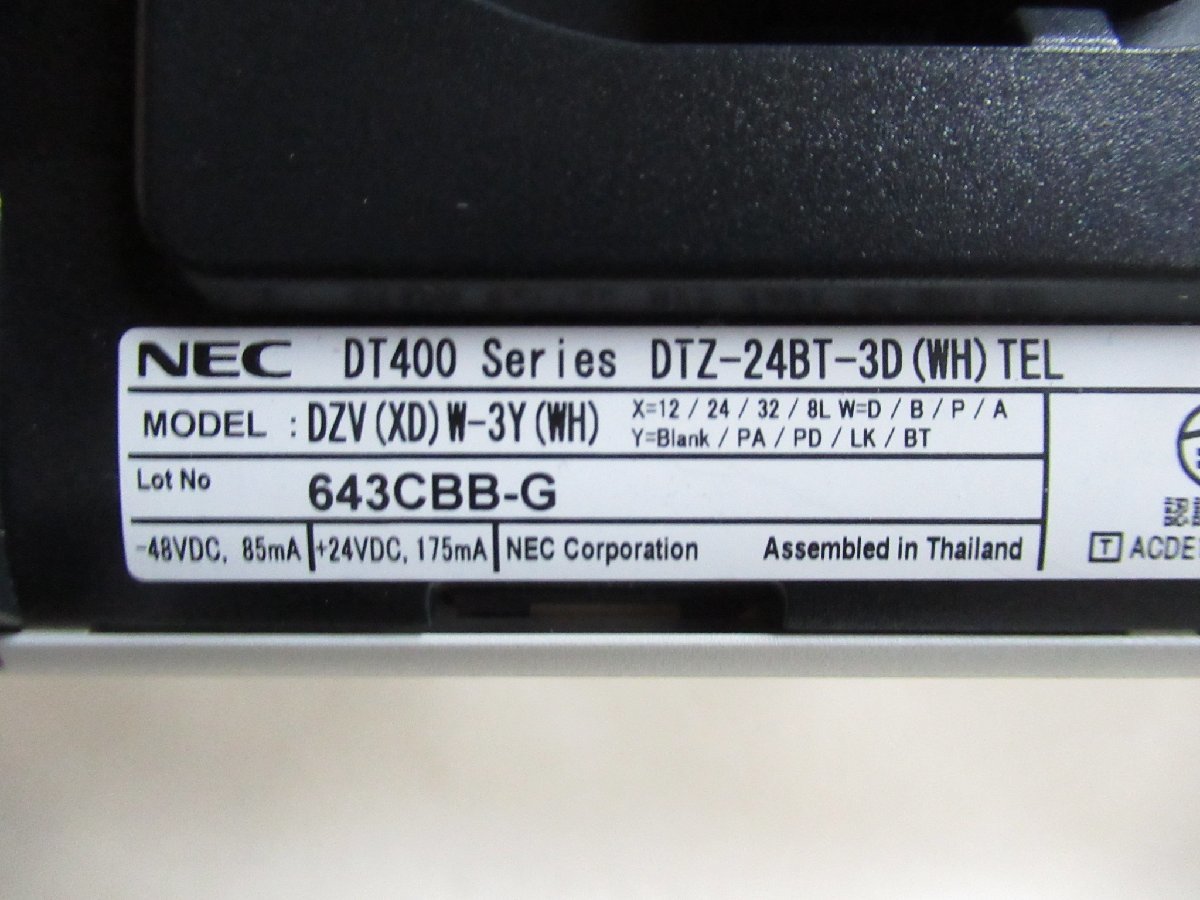 NEC DT400 Series DTZ-24BT-3D(WH)TEL
MODEL : DZV(XD)W-3Y(WH) X=12 / 24 / 32 / 8L W=D / B / P / A
Y=Blank / PA / PD / LK / BT
Lot No 643CBB-G
-48VDC, 85mA +24VDC, 175mA NEC Corporation Assembled in Thailand
T ACDE